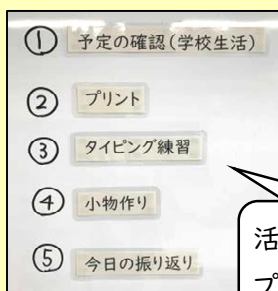 ① 予定の確認(学校生活)
② プリント
③ タイピング練習
④ 小物作り
⑤ 今日の振り返り
活
プ